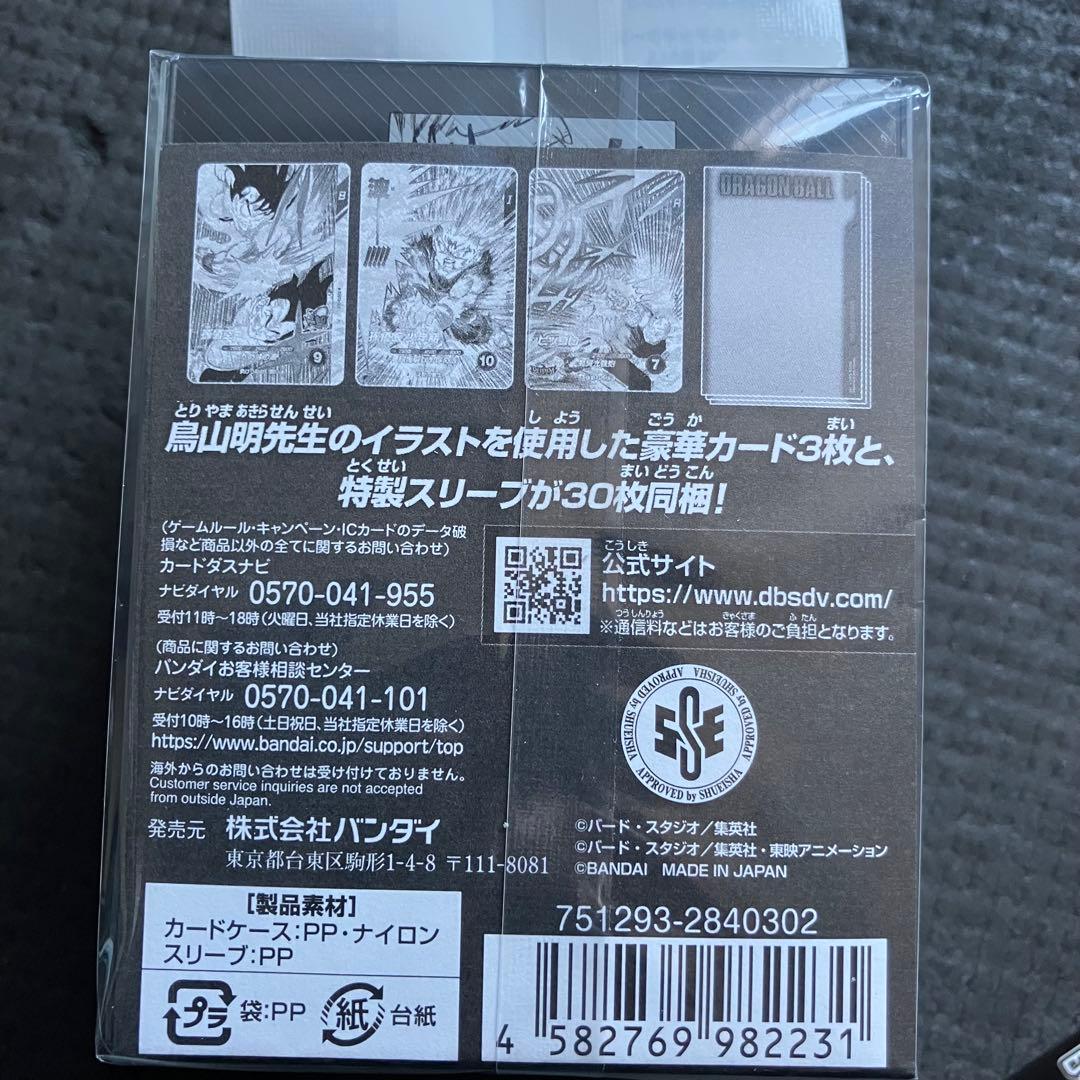 DRAGON BALL
9
10
7
とりやまあきらせんせい しよう ごうか まい
鳥山明先生のイラストを使用した豪華カード3枚と、
とくせい まいどうこん
特製スリーブが30枚同梱!
(ゲームルール・キャンペーン・ICカードのデータ破
損など商品以外の全てに関するお問い合わせ)
カードダスナビ
ナビダイヤル 0570-041-955
受付11時~18時(火曜日、当社指定休業日を除く)
(商品に関するお問い合わせ)
バンダイお客様相談センター
ナビダイヤル 0570-041-101
受付10時~16時(土日祝日、当社指定休業日を除く)
https://www.bandai.co.jp/support/top
海外からのお問い合わせは受け付けておりません。
Customer service inquiries are not accepted
from outside Japan.
発売元 株式会社バンダイ
東京都台東区駒形1-4-8 〒111-8081
こうしき
公式サイト
https://www.dbsdv.com/
つうしんりょう きゃくさま ふたん
※通信料などはお客様のご負担となります。
APPROVED by SHUEISHA APPROVED by SHUEISHA
SSE
©バード・スタジオ/集英社
©バード・スタジオ/集英社・東映アニメーション
©BANDAI MADE IN JAPAN
751293-2840302
[製品素材]
カードケース:PP・ナイロン
スリーブ:PP
プラ 袋:PP 紙 台紙
4 582769 982231